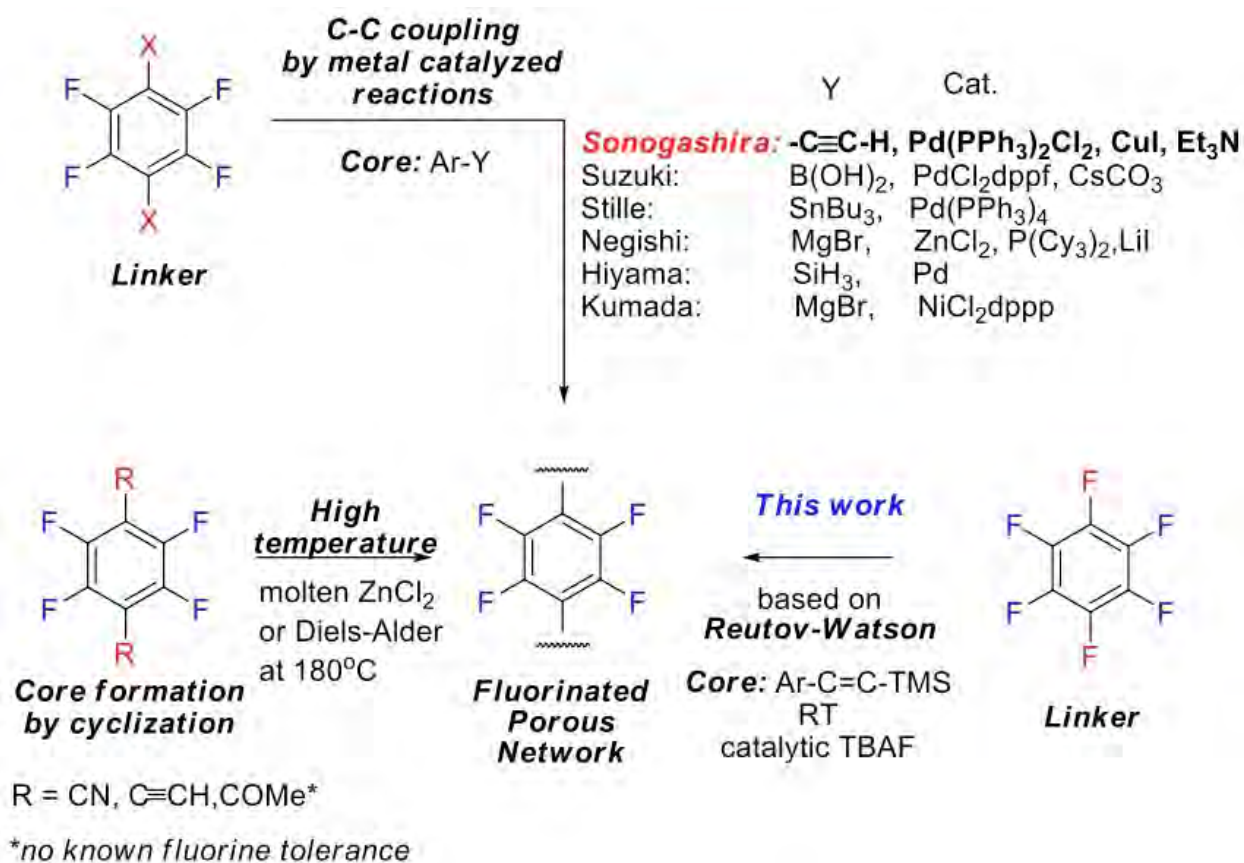 C-C coupling
by metal catalyzed
reactions
Core: Ar-Y
X
F
F
F
F
X
Linker
Y Cat.
Sonogashira: -C≡C-H, Pd(PPh3)2Cl2, CuI, Et3N
Suzuki: B(OH)2, PdCl2dppf, CsCO3
Stille: SnBu3, Pd(PPh3)4
Negishi: MgBr, ZnCl2, P(Cy3)2,LiI
Hiyama: SiH3, Pd
Kumada: MgBr, NiCl2dppp
R
F
F
F
F
R
Core formation
by cyclization
R = CN, C≡CH,COMe*
*no known fluorine tolerance
High
temperature
molten ZnCl2
or Diels-Alder
at 180°C
F
F
F
F
Fluorinated
Porous
Network
This work
based on
Reutov-Watson
Core: Ar-C=C-TMS
RT
catalytic TBAF
F
F
F
F
F
F
Linker